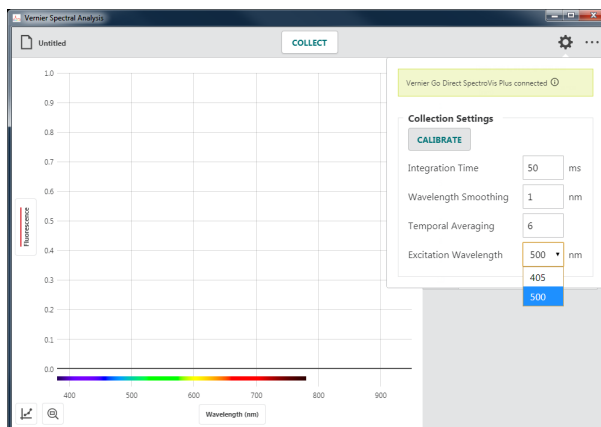 Vernier Spectral Analysis
Untitled
COLLECT
Vernier Go Direct SpectroVis Plus connected
Collection Settings
CALIBRATE
Integration Time 50 ms
Wavelength Smoothing 1 nm
Temporal Averaging 6
Excitation Wavelength 500 nm
405
500
1.0
0.9
0.8
0.7
0.6
0.5
0.4
0.3
0.2
0.1
0.0
Fluorescence
400 500 600 700 800 900
Wavelength (nm)